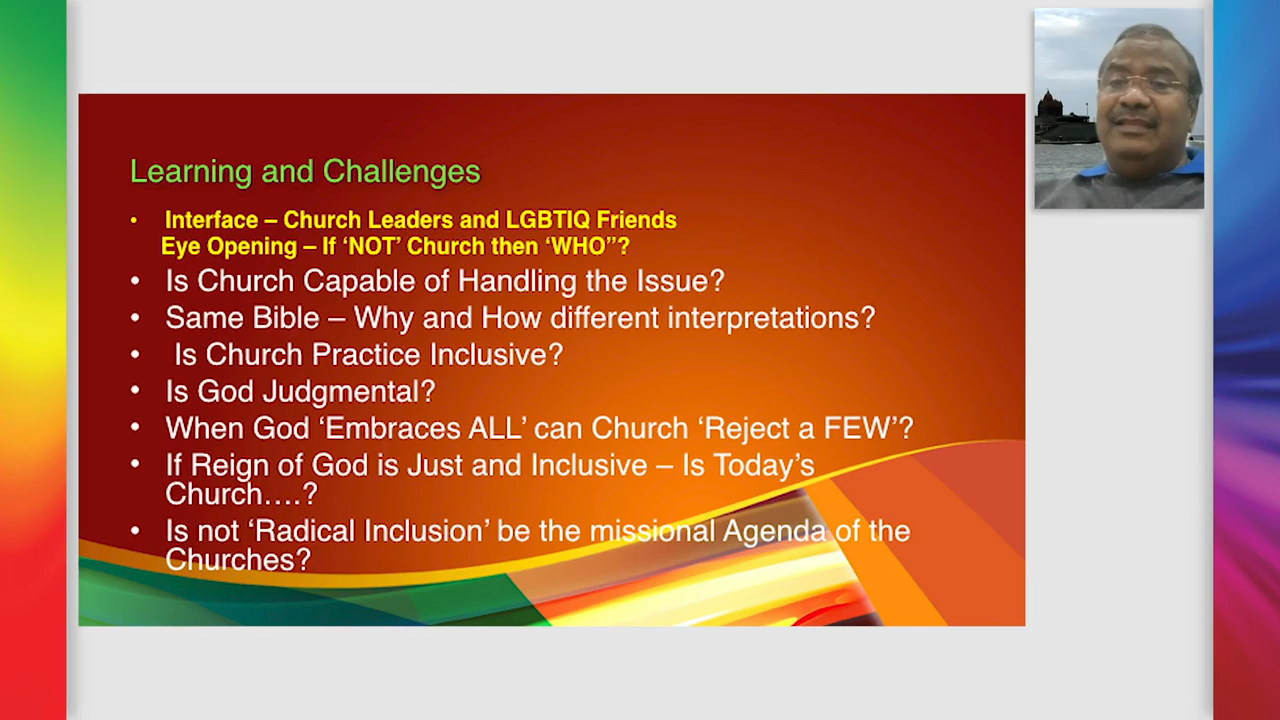 Learning and Challenges
• Interface – Church Leaders and LGBTIQ Friends
Eye Opening – If ‘NOT’ Church then ‘WHO”?
• Is Church Capable of Handling the Issue?
• Same Bible – Why and How different interpretations?
• Is Church Practice Inclusive?
• Is God Judgmental?
• When God ‘Embraces ALL’ can Church ‘Reject a FEW’?
• If Reign of God is Just and Inclusive – Is Today’s
Church….?
• Is not ‘Radical Inclusion’ be the missional Agenda of the
Churches?